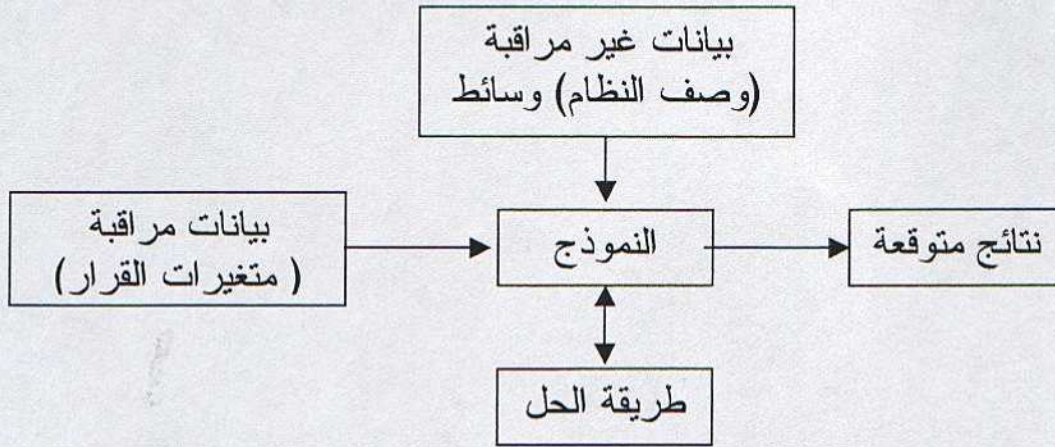 بيانات غير مراقبة
(وصف النظام) وسائط
بيانات مراقبة
( متغيرات القرار)
النموذج
نتائج متوقعة
طريقة الحل